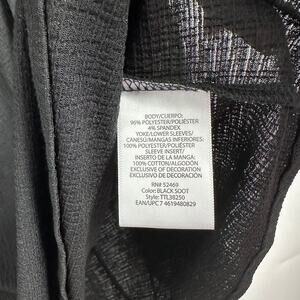 BODY/CUERPO:
96% POLYESTER/POLIÉSTER
4% SPANDEX
YOKE/LOWER SLEEVES/
CANESÚ/MANGAS INFERIORES:
100% POLYESTER/POLIÉSTER
SLEEVE INSERT/
INSERTO DE LA MANGA:
100% COTTON/ALGODÓN
EXCLUSIVE OF DECORATION
EXCLUSIVO DE DECORACIÓN
RN# 52469
Color: BLACK SOOT
Style: TTL38250
EAN/UPC 7 4619480829